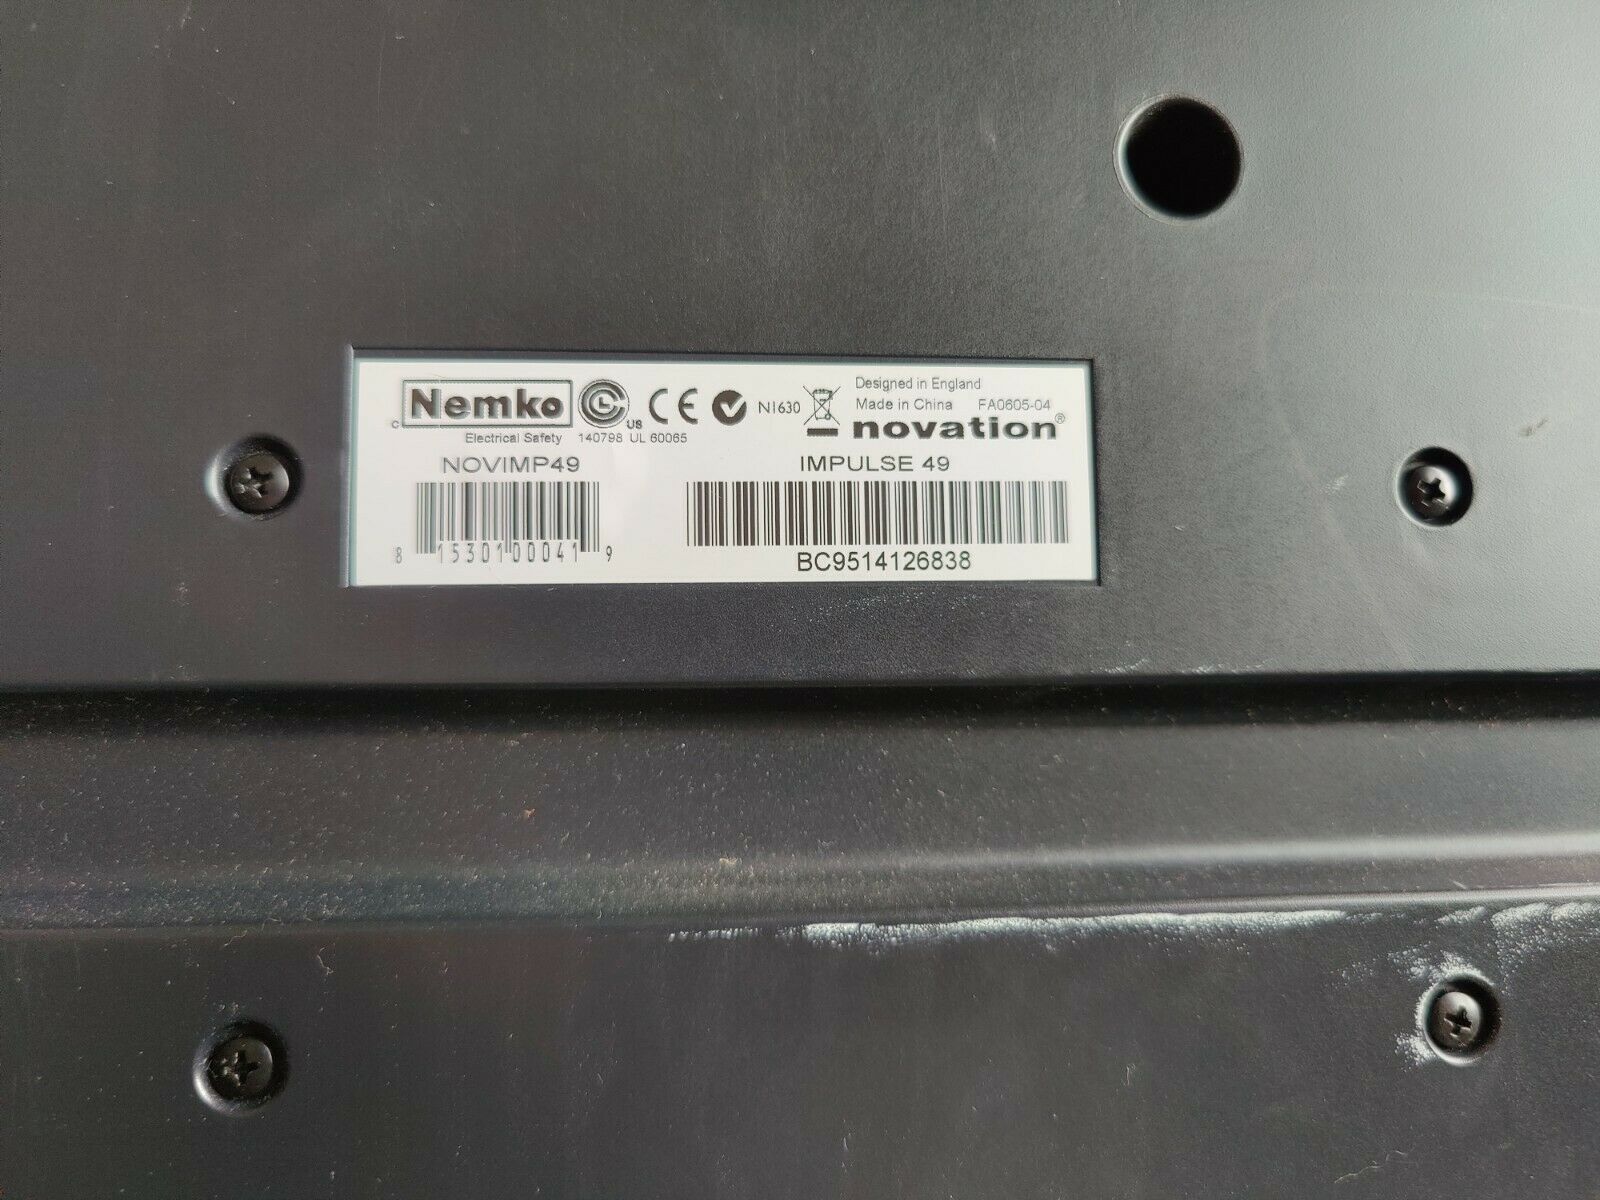 Designed in England
c Nemko US CE N1630 Made in China FA0605-04
Electrical Safety 140798 UL 60065 novation®
NOVIMP49 IMPULSE 49
8 15301 00041 9
BC9514126838